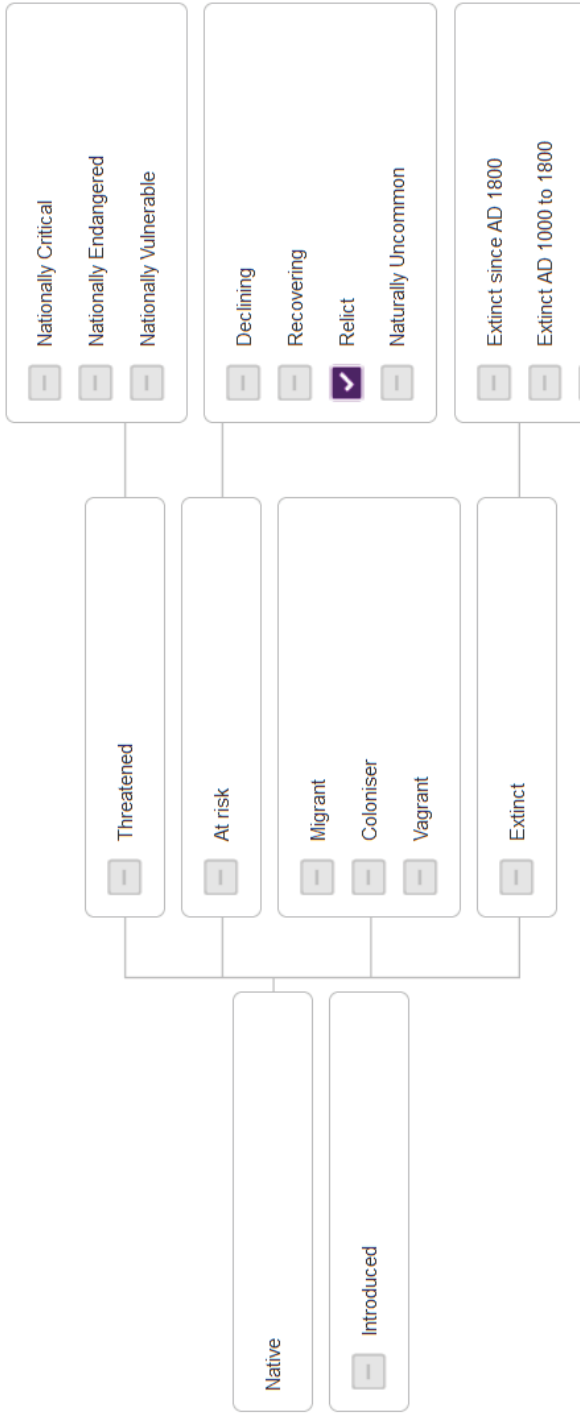 Native
Introduced
Threatened
At risk
Migrant
Coloniser
Vagrant
Extinct
Nationally Critical
Nationally Endangered
Nationally Vulnerable
Declining
Recovering
Relict
Naturally Uncommon
Extinct since AD 1800
Extinct AD 1000 to 1800